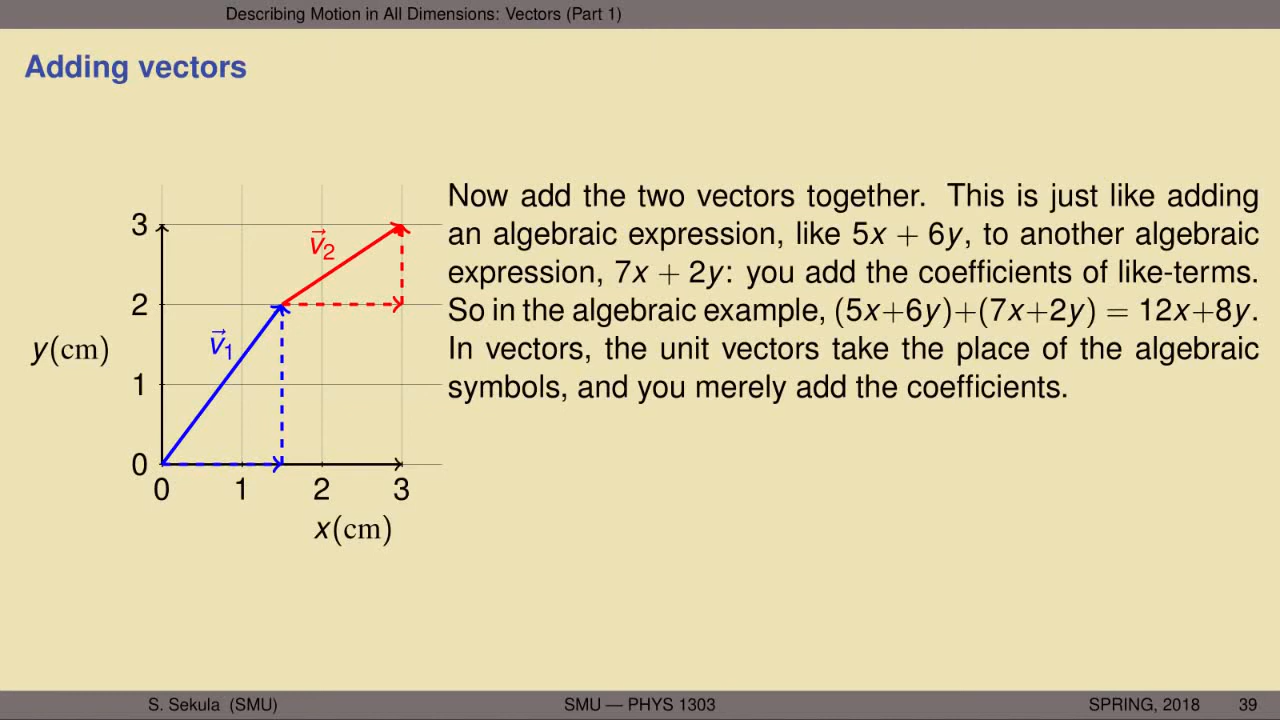 Describing Motion in All Dimensions: Vectors (Part 1)
Adding vectors
3
2
1
0
y(cm)
0 1 2 3
x(cm)
v⃗₁
v⃗₂
Now add the two vectors together. This is just like adding
an algebraic expression, like 5x + 6y, to another algebraic
expression, 7x + 2y: you add the coefficients of like-terms.
So in the algebraic example, (5x+6y)+(7x+2y) = 12x+8y.
In vectors, the unit vectors take the place of the algebraic
symbols, and you merely add the coefficients.
S. Sekula (SMU) SMU — PHYS 1303 SPRING, 2018 39